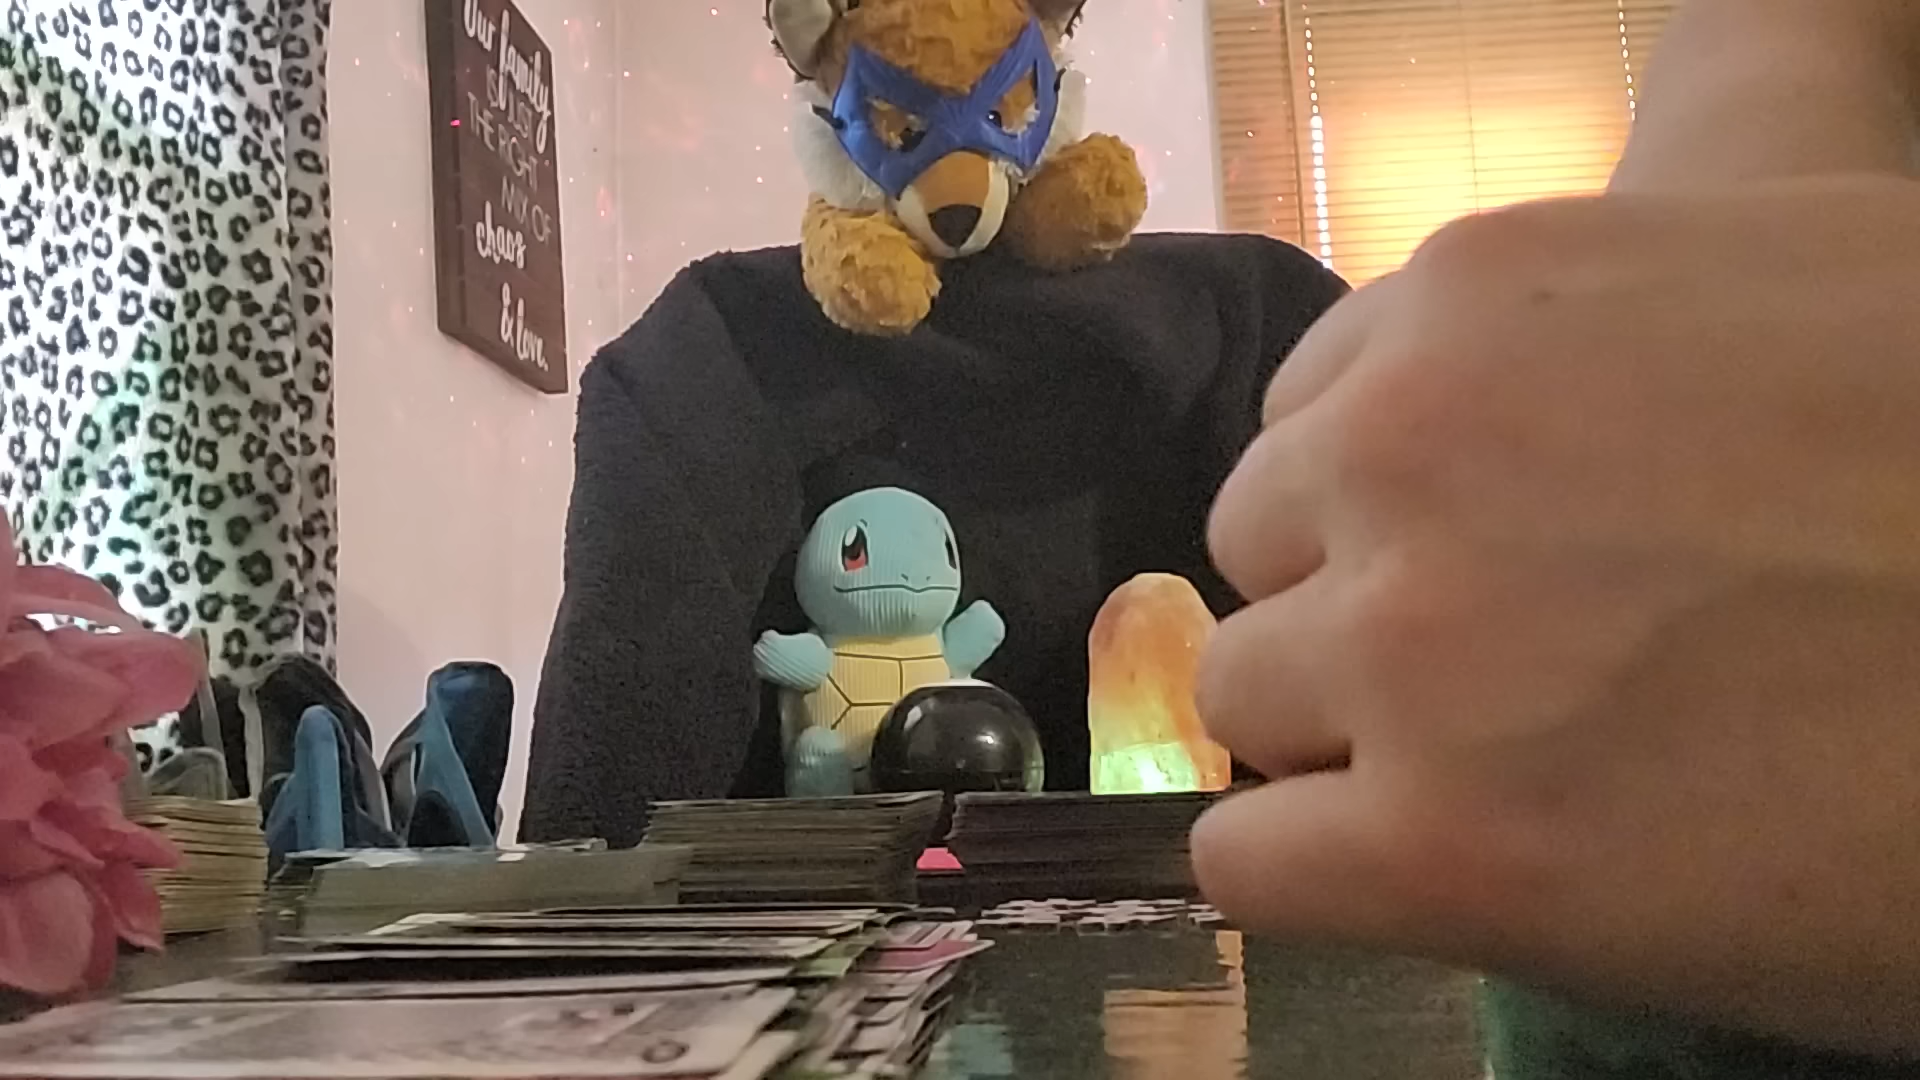 Our family
IS JUST
THE RIGHT
MIX OF
chaos
& love.